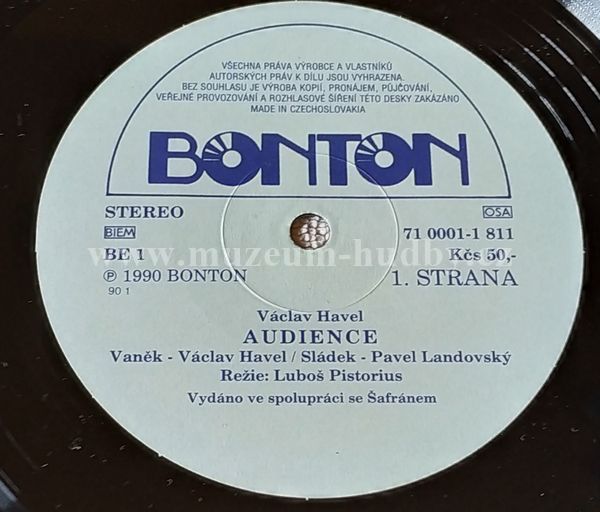 VŠECHNA PRÁVA VÝROBCE A VLASTNÍKŮ
AUTORSKÝCH PRÁV K DÍLU JSOU VYHRAZENA.
BEZ SOUHLASU JE VÝROBA KOPIÍ, PRONÁJEM, PŮJČOVÁNÍ,
VEŘEJNÉ PROVOZOVÁNÍ A ROZHLASOVÉ ŠÍŘENÍ TÉTO DESKY ZAKÁZÁNO
MADE IN CZECHOSLOVAKIA
BONTON
STEREO OSA
BIEM 71 0001-1 811
www.muzeum-hudby.cz
BE 1 Kčs 50,-
℗ 1990 BONTON 1. STRANA
90 1
Václav Havel
AUDIENCE
Vaněk - Václav Havel / Sládek - Pavel Landovský
Režie: Luboš Pistorius
Vydáno ve spolupráci se Šafránem